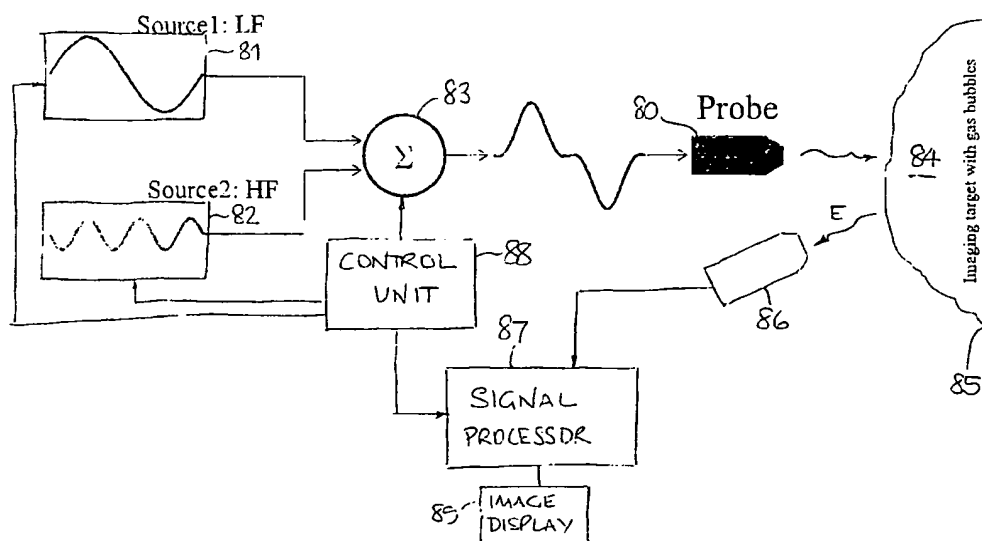 Source1: LF
81
83
80
Probe
Σ
84
Imaging target with gas bubbles
Source2: HF
82
E
CONTROL
UNIT
88
86
87
85
SIGNAL
PROCESSOR
89
IMAGE
DISPLAY